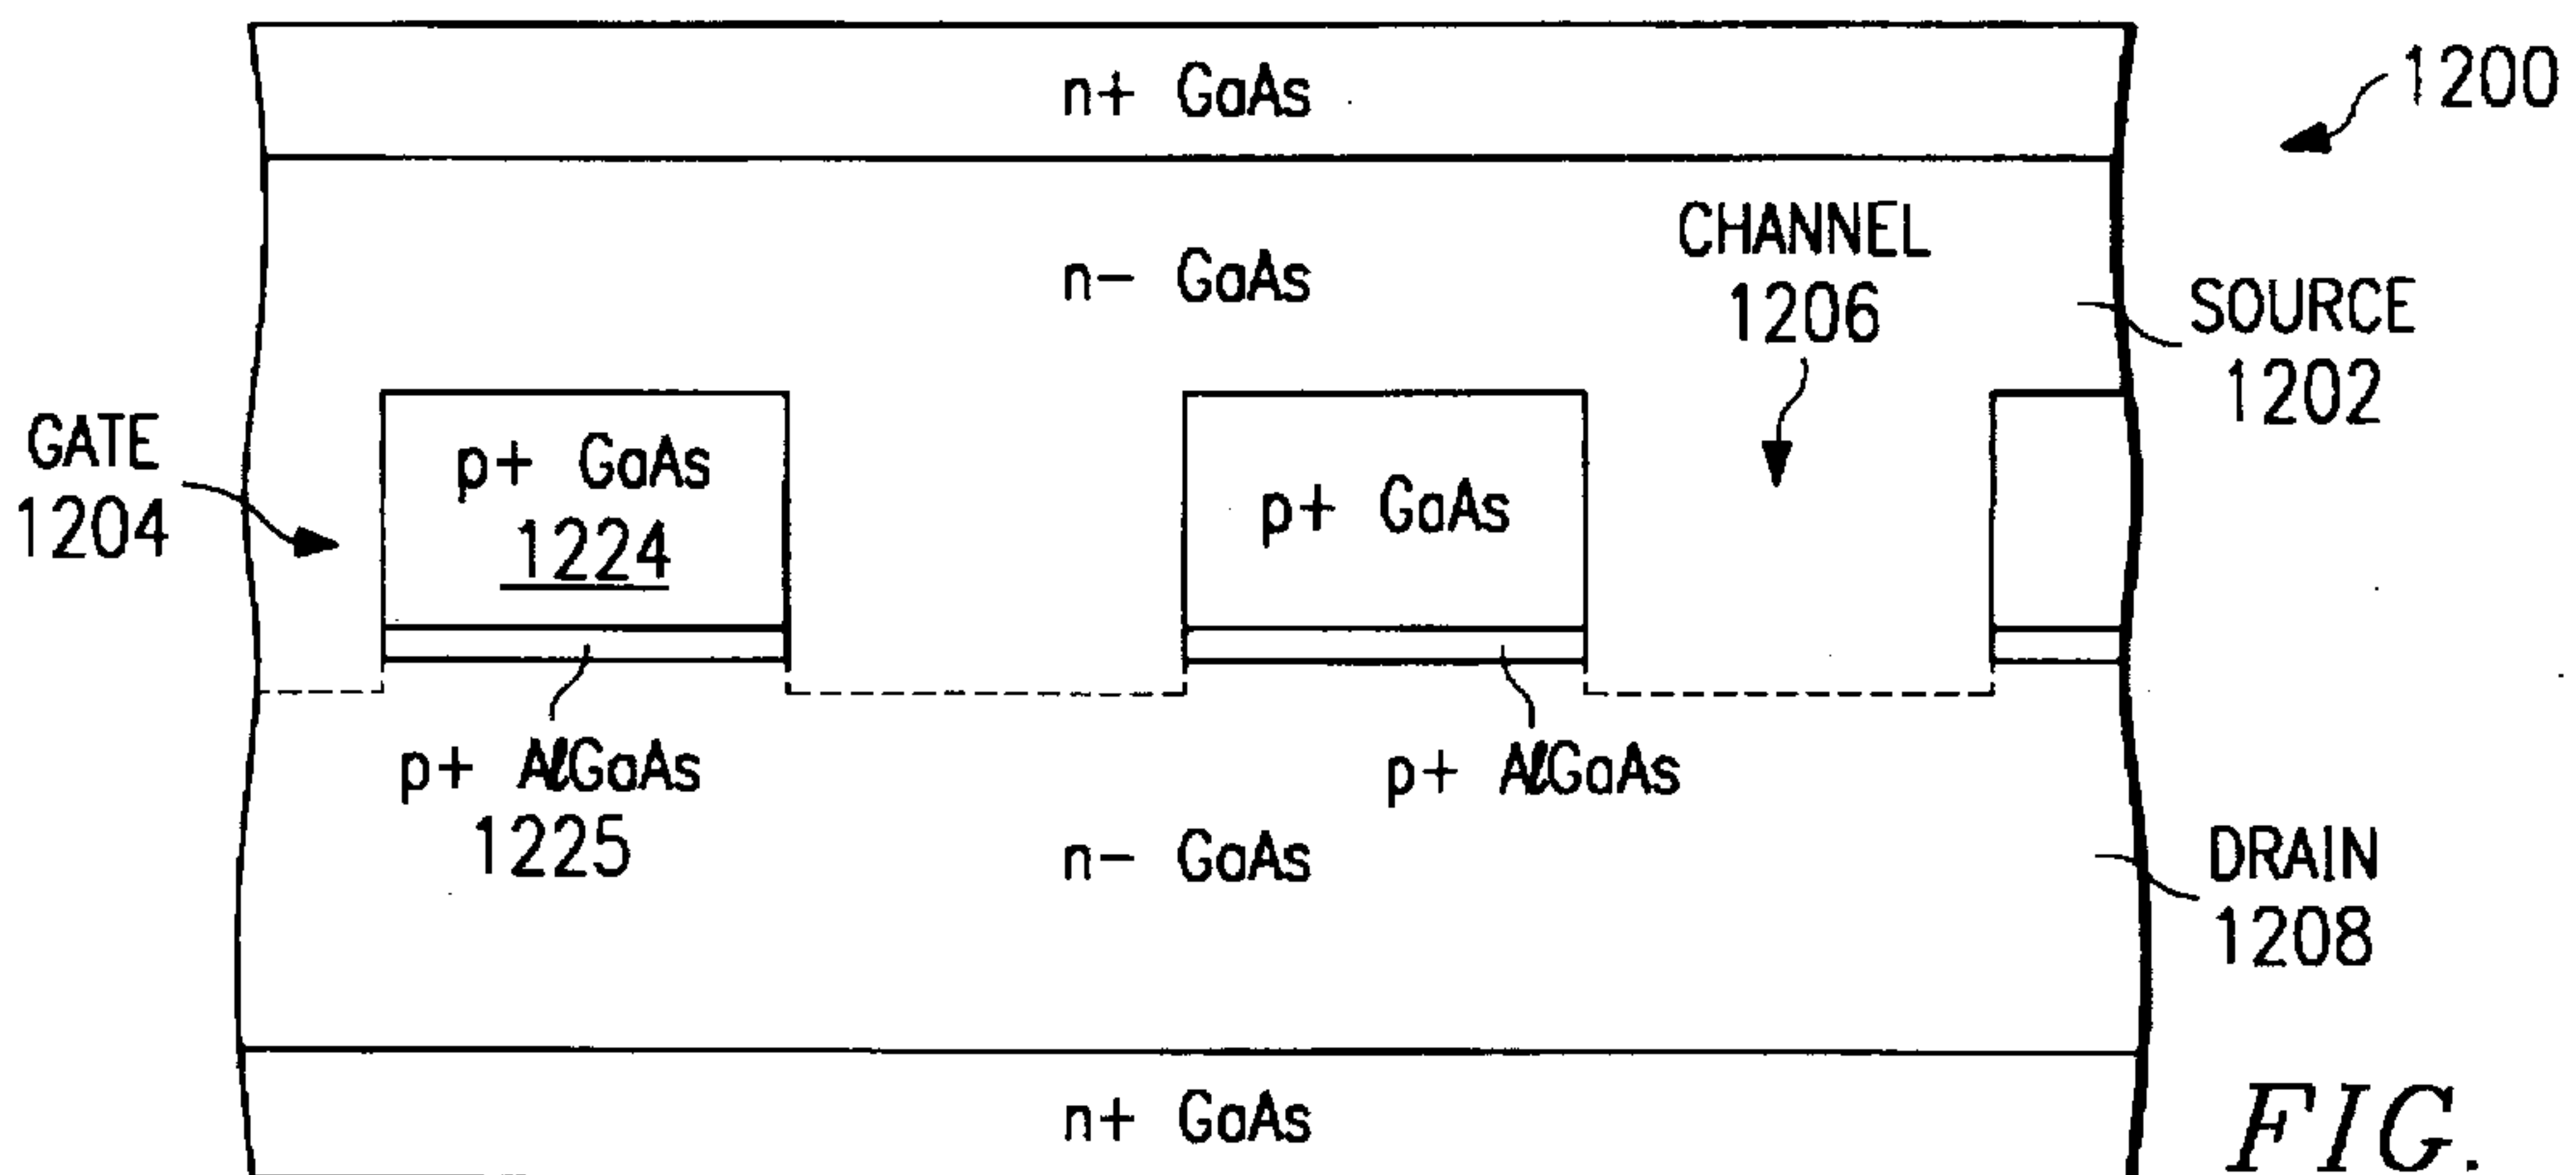 n+ GaAs
1200
n- GaAs
CHANNEL
1206
SOURCE
1202
GATE
1204
p+ GaAs
1224
p+ GaAs
p+ AlGaAs
1225
p+ AlGaAs
n- GaAs
DRAIN
1208
n+ GaAs
FIG.